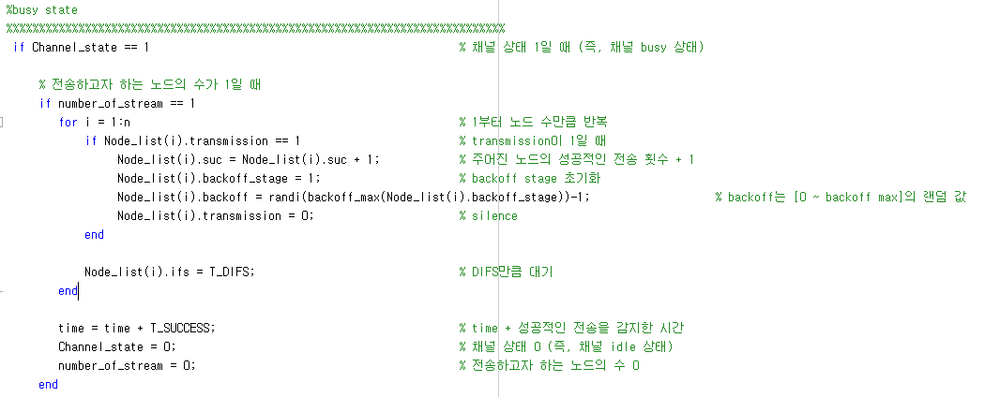 %busy state
%%%%%%%%%%%%%%%%%%%%%%%%%%%%%%%%%%%%%%%%%%%%%%%%%%%%%%%%%%%%%%%%%%%%%%%%%%%%%%
if Channel_state == 1 % 채널 상태 1일 때 (즉, 채널 busy 상태)
% 전송하고자 하는 노드의 수가 1일 때
if number_of_stream == 1
for i = 1:n % 1부터 노드 수만큼 반복
if Node_list(i).transmission == 1 % transmission이 1일 때
Node_list(i).suc = Node_list(i).suc + 1; % 주어진 노드의 성공적인 전송 횟수 + 1
Node_list(i).backoff_stage = 1; % backoff stage 초기화
Node_list(i).backoff = randi(backoff_max(Node_list(i).backoff_stage))-1; % backoff는 [0 ~ backoff max]의 랜덤 값
Node_list(i).transmission = 0; % silence
end
Node_list(i).ifs = T_DIFS; % DIFS만큼 대기
end
time = time + T_SUCCESS; % time + 성공적인 전송을 감지한 시간
Channel_state = 0; % 채널 상태 0 (즉, 채널 idle 상태)
number_of_stream = 0; % 전송하고자 하는 노드의 수 0
end